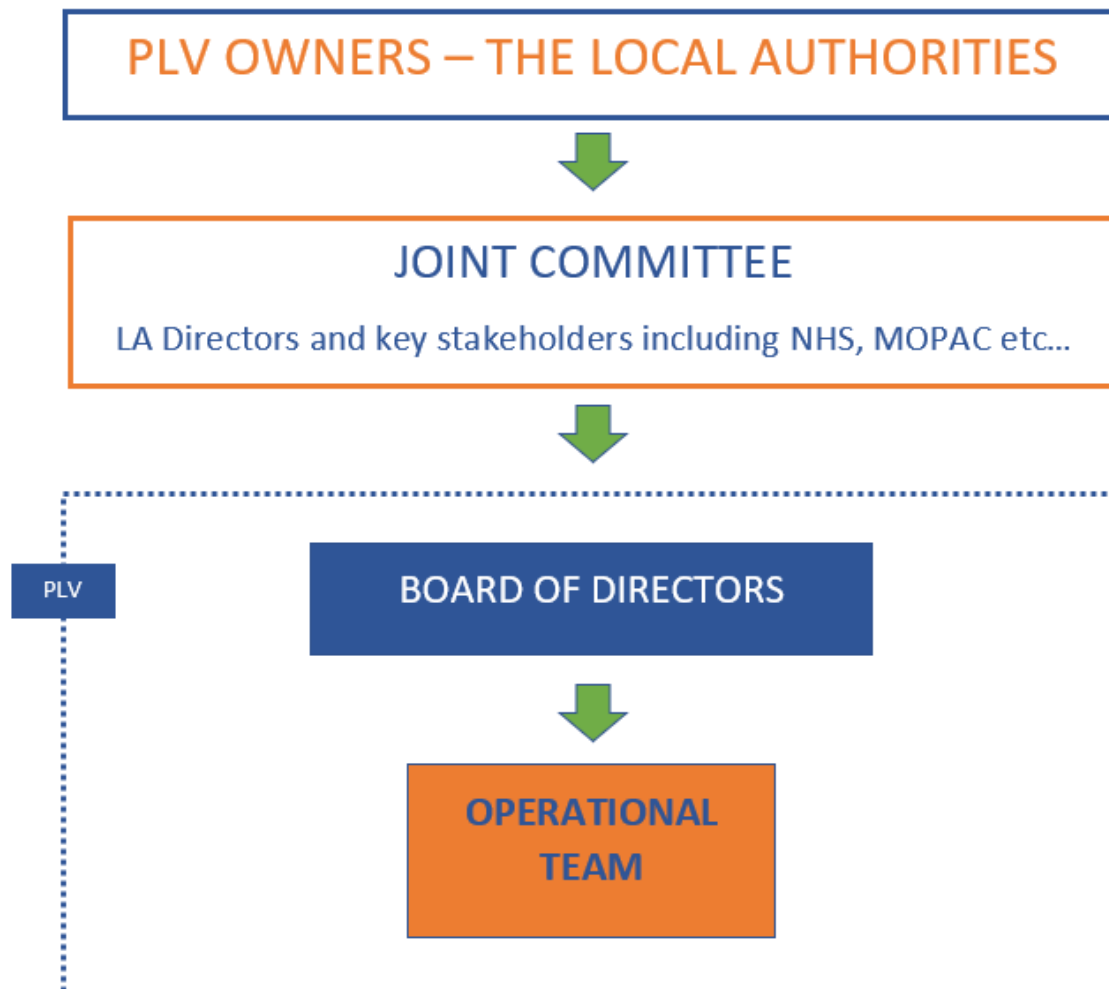 PLV OWNERS – THE LOCAL AUTHORITIES
JOINT COMMITTEE
LA Directors and key stakeholders including NHS, MOPAC etc…
PLV
BOARD OF DIRECTORS
OPERATIONAL
TEAM